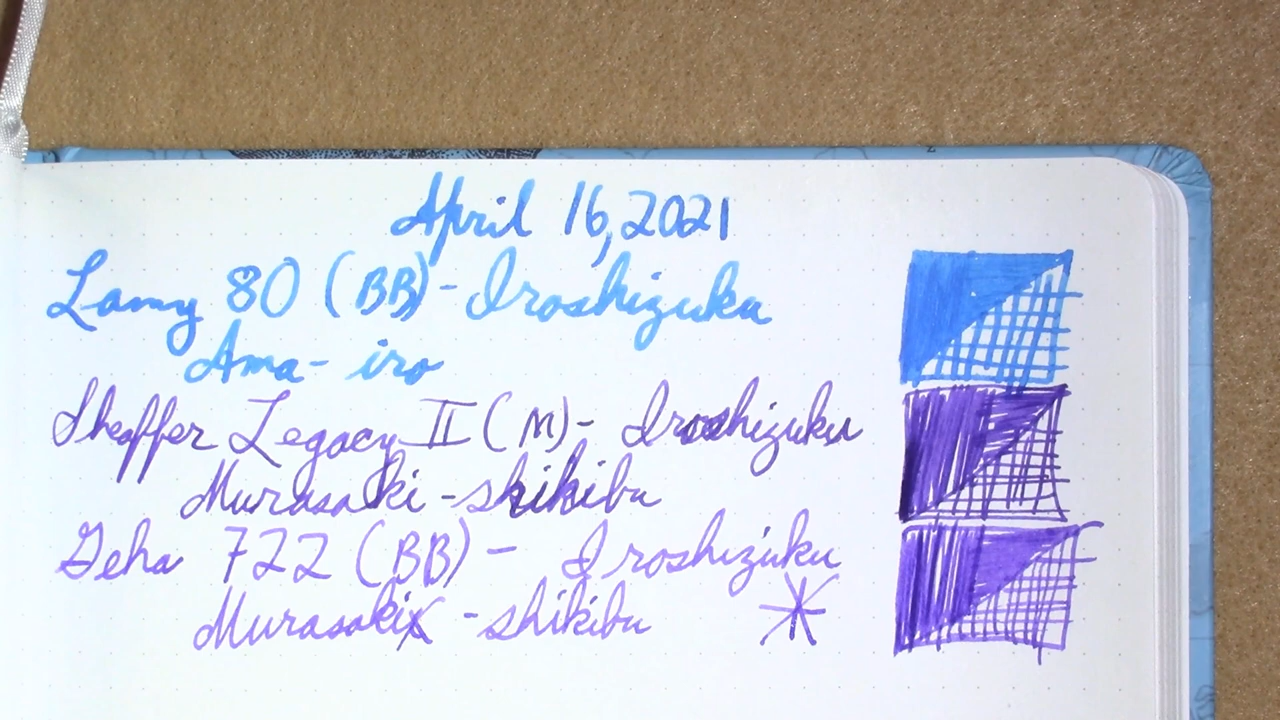 April 16, 2021
Lamy 80 (BB) - Iroshizuku
Ama-iro
Sheaffer Legacy II (M) - Iroshizuku
Murasaki-shikibu
Geha 722 (BB) - Iroshizuku
Murasaki -shikibu *